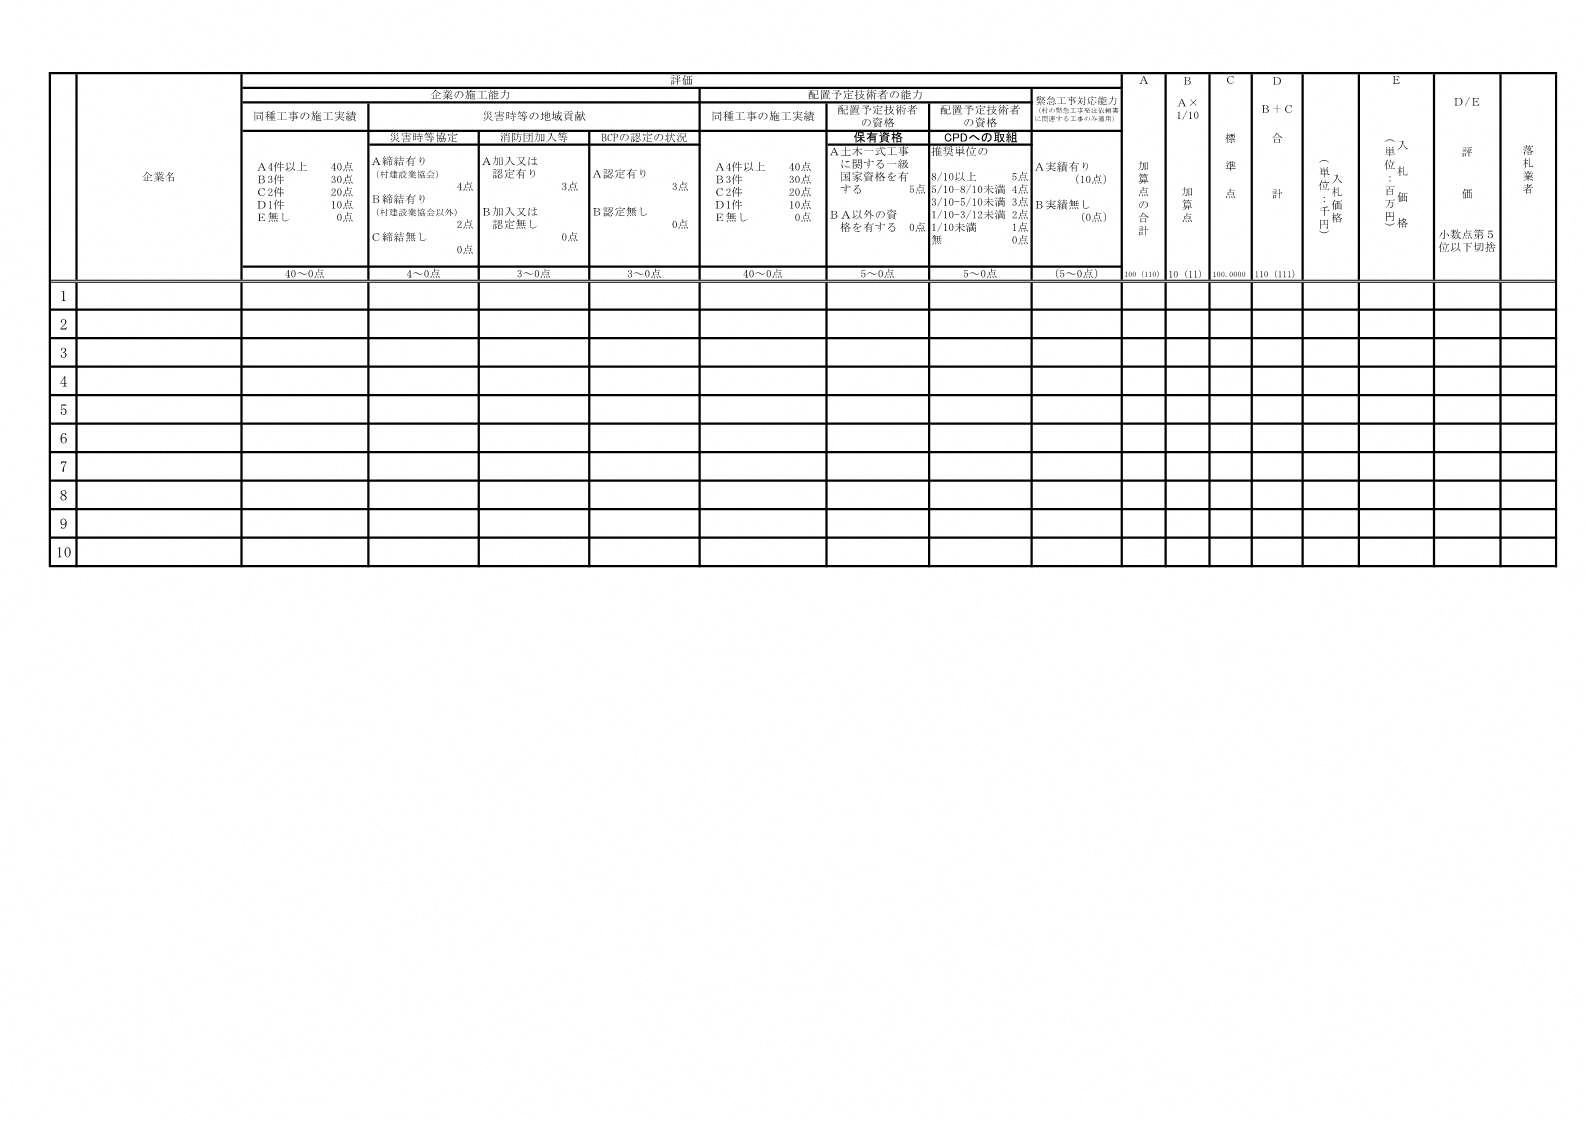 評価
企業の施工能力
配置予定技術者の能力
緊急工事対応能力
(村の緊急工事発注依頼書
に関連する工事のみ適用)
同種工事の施工実績
災害時等の地域貢献
同種工事の施工実績
配置予定技術者
の資格
配置予定技術者
の資格
災害時等協定
消防団加入等
BCPの認定の状況
保有資格
CPDへの取組
企業名
A4件以上 40点
B3件 30点
C2件 20点
D1件 10点
E無し 0点
40～0点
A締結有り
(村建設業協会)
4点
B締結有り
(村建設業協会以外)
2点
C締結無し
0点
4～0点
A加入又は
認定有り
3点
B加入又は
認定無し
0点
3～0点
A認定有り
3点
B認定無し
0点
3～0点
A4件以上 40点
B3件 30点
C2件 20点
D1件 10点
E無し 0点
40～0点
A土木一式工事
に関する一級
国家資格を有
する 5点
BA以外の資
格を有する 0点
5～0点
推奨単位の
8/10以上 5点
5/10-8/10未満 4点
3/10-5/10未満 3点
1/10-3/12未満 2点
1/10未満 1点
無 0点
5～0点
A実績有り
(10点)
B実績無し
(0点)
(5～0点)
A
加算点の合計
100 (110)
B
A×
1/10
加算点
10 (11)
C
標準点
100.0000
D
B+C
合計
110 (111)
入札価格
(単位:千円)
E
入札価格
(単位:百万円)
D/E
評価
小数点第5
位以下切捨
落札業者
1
2
3
4
5
6
7
8
9
10